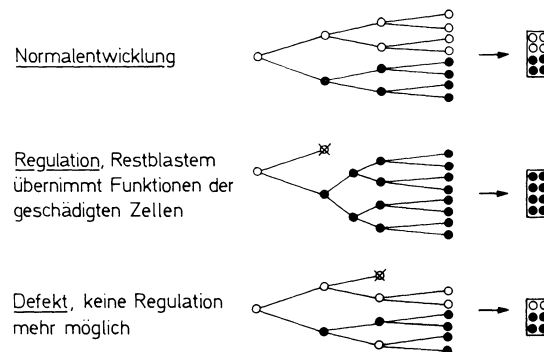 Normalentwicklung
Regulation, Restblastem
übernimmt Funktionen der
geschädigten Zellen
Defekt, keine Regulation
mehr möglich